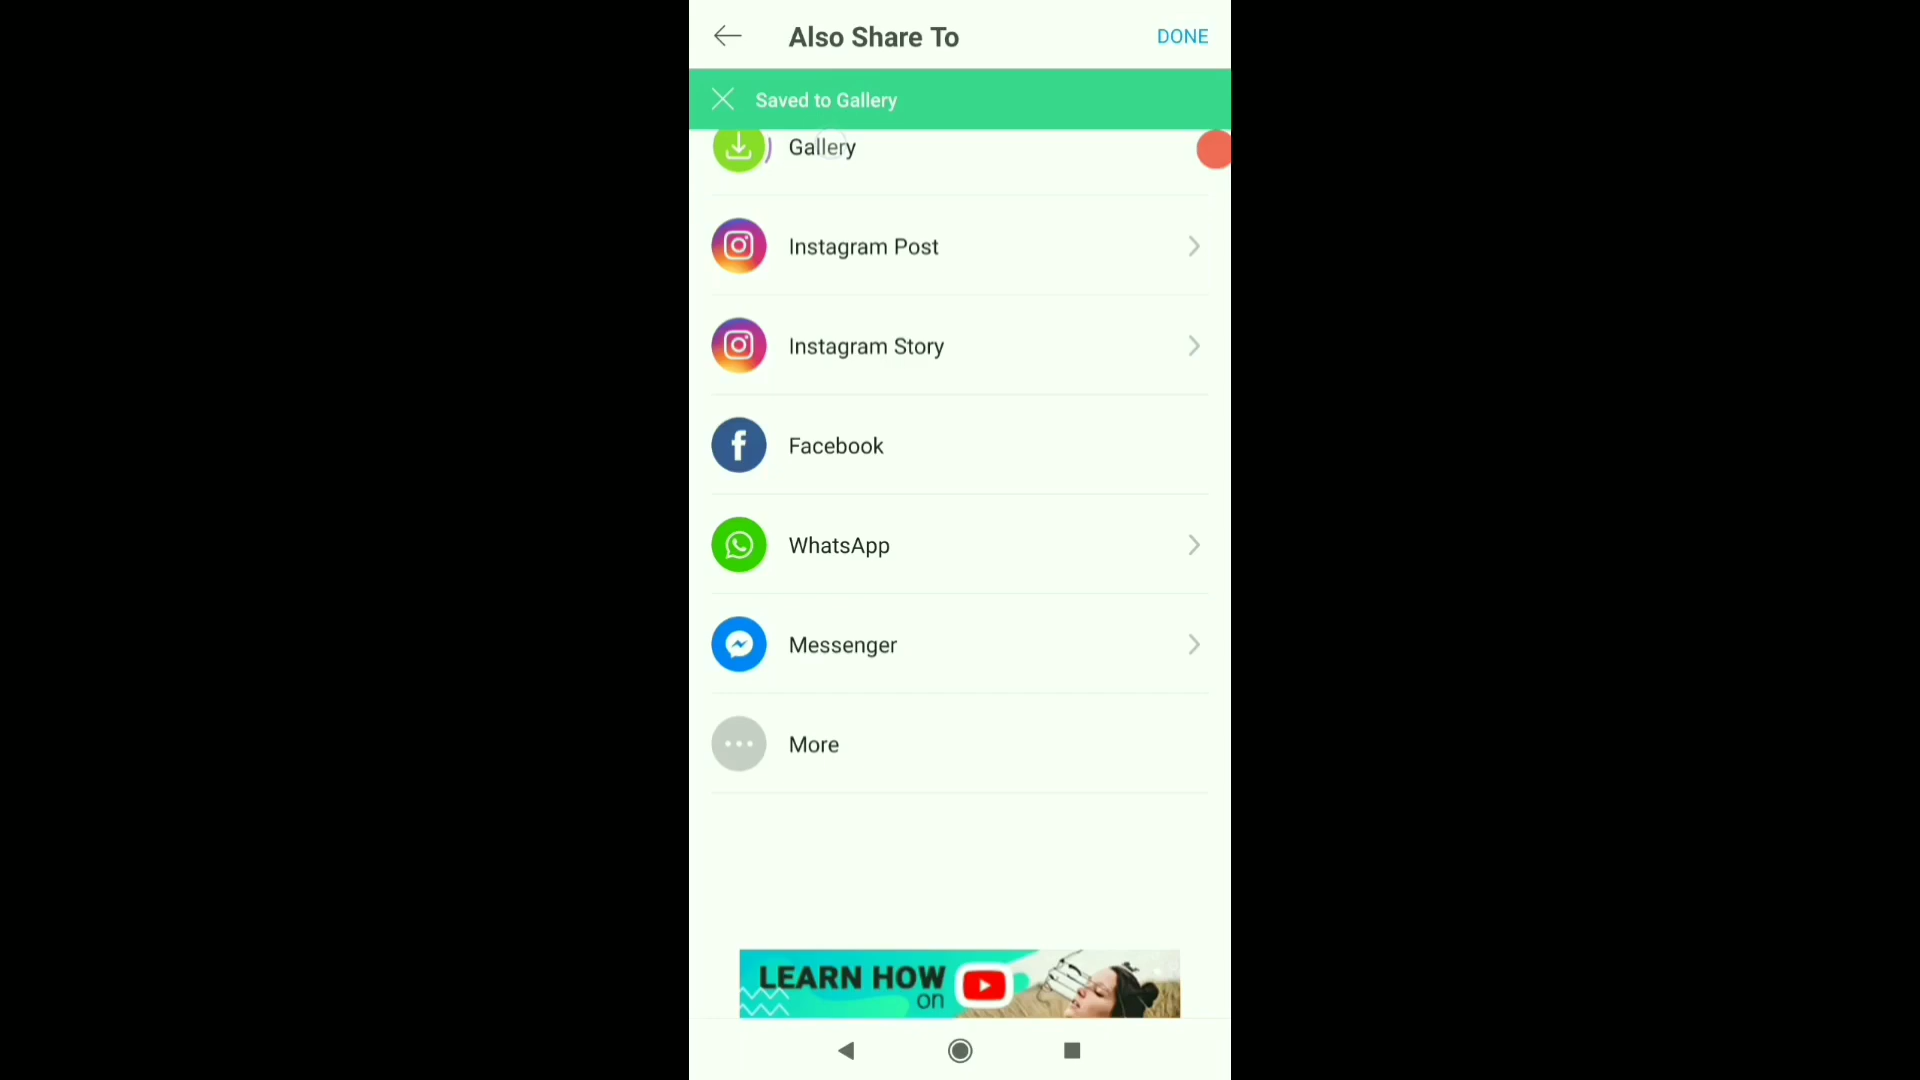 Also Share To
DONE
Saved to Gallery
Gallery
Instagram Post
Instagram Story
Facebook
WhatsApp
Messenger
More
LEARN HOW
on